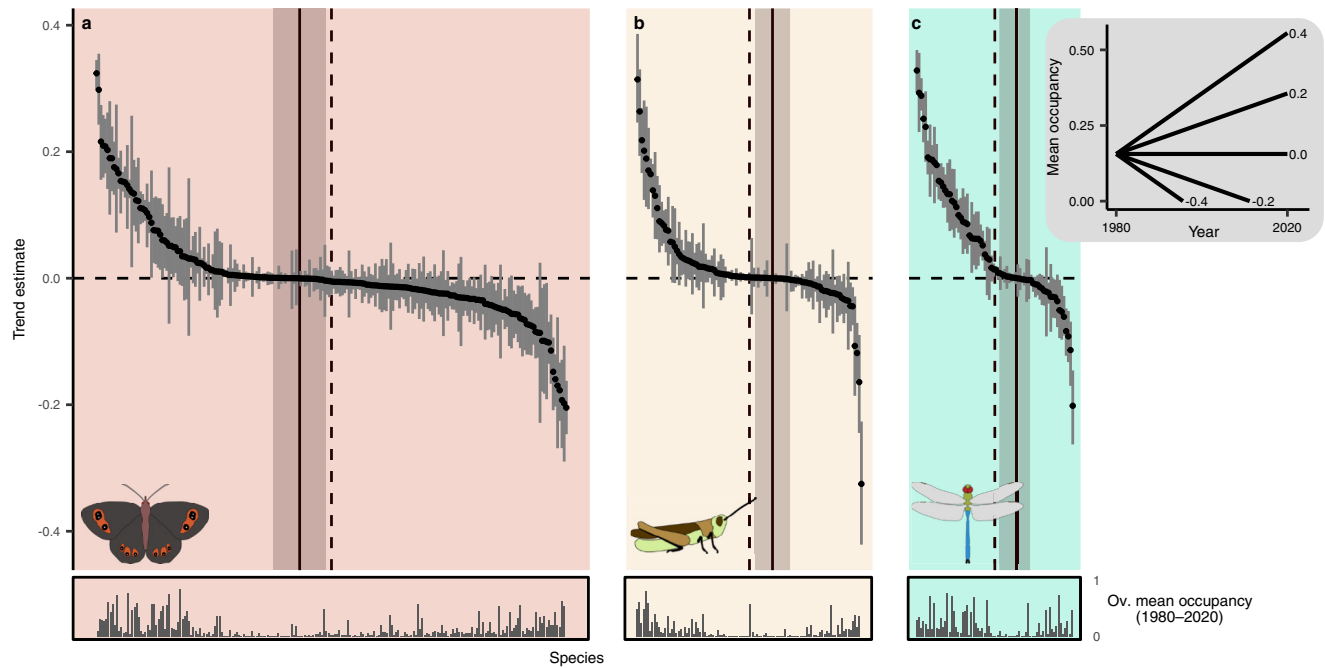 a
b
c
0.4
0.2
0.0
-0.2
-0.4
Trend estimate
Mean occupancy
0.50
0.25
0.00
0.4
0.2
0.0
-0.4
-0.2
1980
2020
Year
1
0
Ov. mean occupancy
(1980–2020)
Species